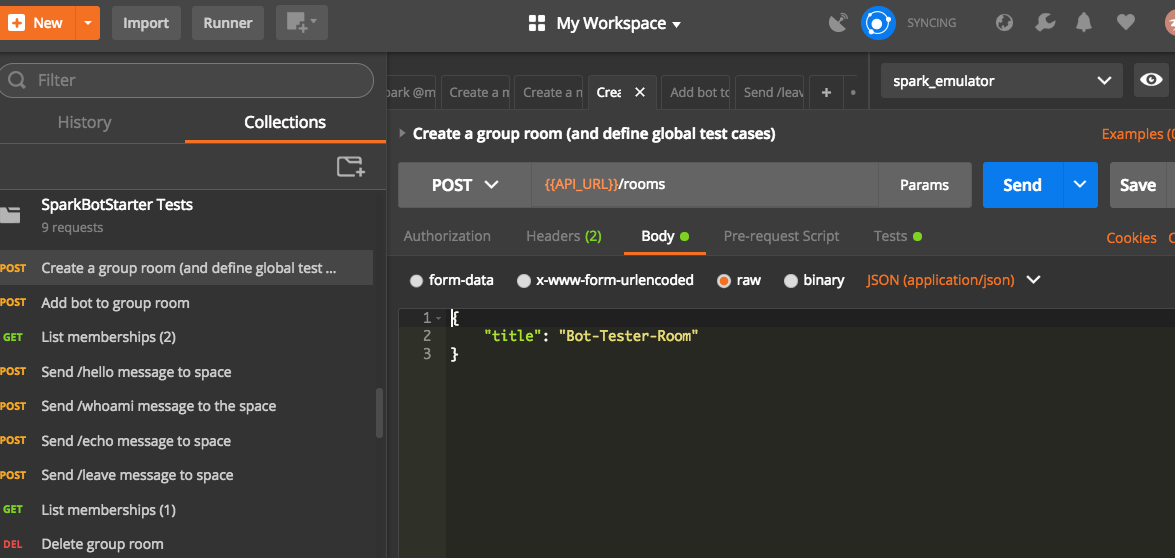 New Import Runner My Workspace SYNCING
Filter
spark_emulator
park @m Create a m Create a m Crea Add bot to Send /leav
History Collections
Create a group room (and define global test cases) Examples (0
POST {{API_URL}}/rooms Params Send Save
SparkBotStarter Tests
9 requests
Authorization Headers (2) Body Pre-request Script Tests Cookies
POST Create a group room (and define global test ...
form-data x-www-form-urlencoded raw binary JSON (application/json)
POST Add bot to group room
GET List memberships (2)
POST Send /hello message to space
POST Send /whoami message to the space
POST Send /echo message to space
POST Send /leave message to space
GET List memberships (1)
DEL Delete group room
1 {
2 "title": "Bot-Tester-Room"
3 }